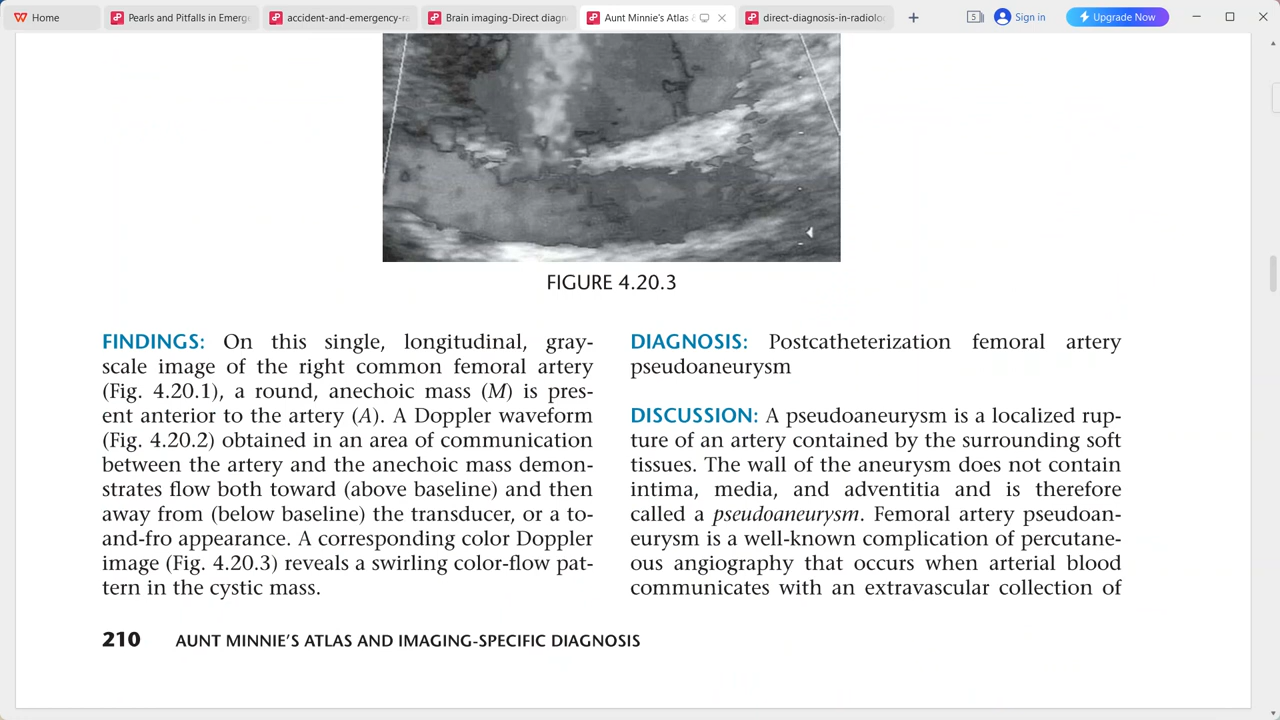 Home
Pearls and Pitfalls in Emerg
accident-and-emergency-ra
Brain imaging-Direct diagn
Aunt Minnie's Atlas
direct-diagnosis-in-radiolo
5
Sign in
Upgrade Now
FIGURE 4.20.3
FINDINGS: On this single, longitudinal, gray-
scale image of the right common femoral artery
(Fig. 4.20.1), a round, anechoic mass (M) is pres-
ent anterior to the artery (A). A Doppler waveform
(Fig. 4.20.2) obtained in an area of communication
between the artery and the anechoic mass demon-
strates flow both toward (above baseline) and then
away from (below baseline) the transducer, or a to-
and-fro appearance. A corresponding color Doppler
image (Fig. 4.20.3) reveals a swirling color-flow pat-
tern in the cystic mass.
DIAGNOSIS: Postcatheterization femoral artery
pseudoaneurysm
DISCUSSION: A pseudoaneurysm is a localized rup-
ture of an artery contained by the surrounding soft
tissues. The wall of the aneurysm does not contain
intima, media, and adventitia and is therefore
called a pseudoaneurysm. Femoral artery pseudoan-
eurysm is a well-known complication of percutane-
ous angiography that occurs when arterial blood
communicates with an extravascular collection of
210 AUNT MINNIE'S ATLAS AND IMAGING-SPECIFIC DIAGNOSIS